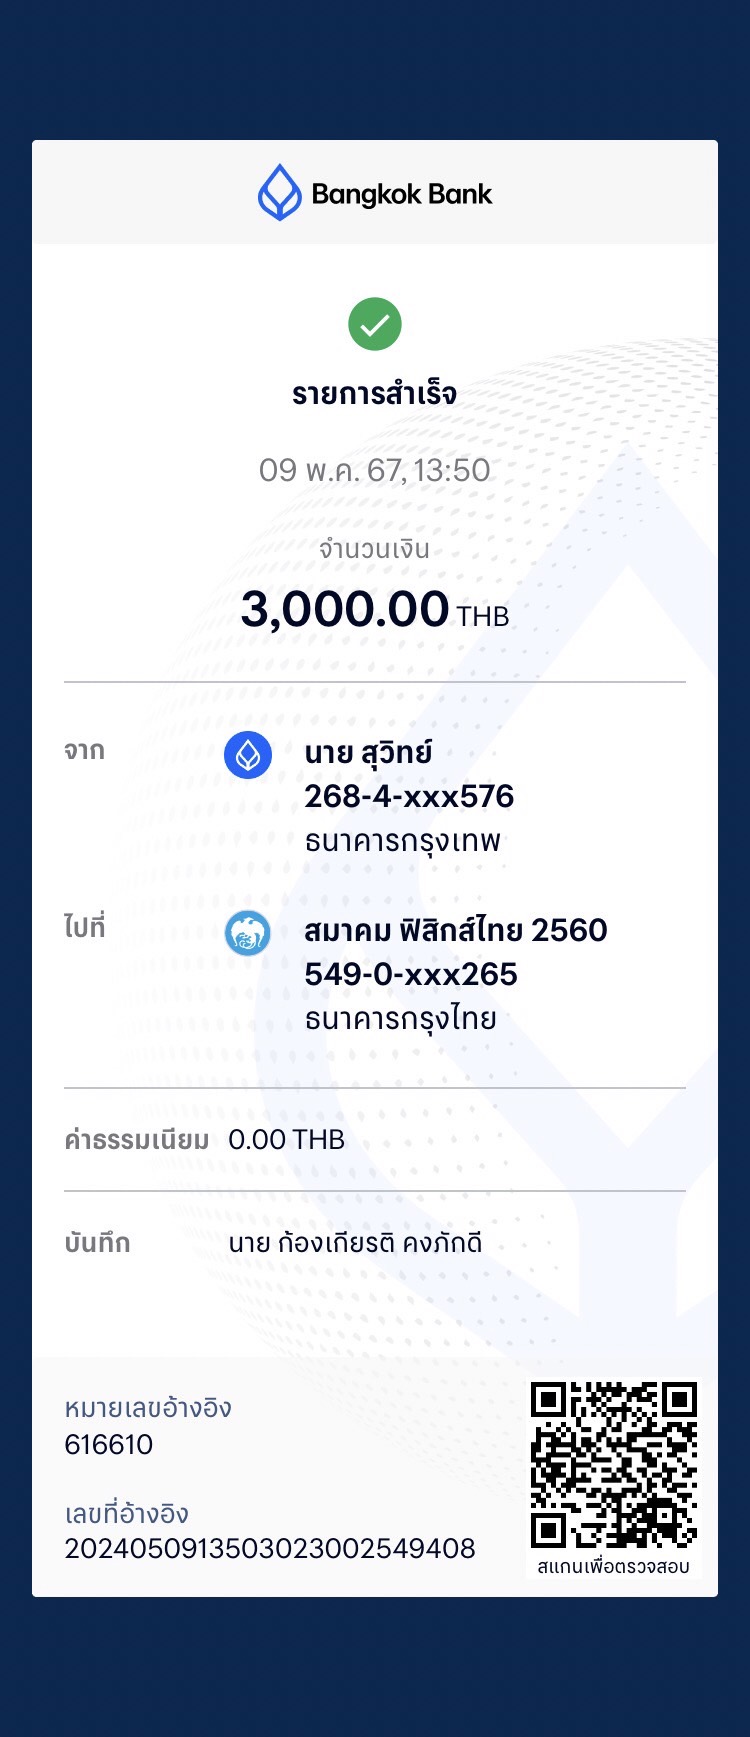 Bangkok Bank
รายการสำเร็จ
09 พ.ค. 67, 13:50
จำนวนเงิน
3,000.00 THB
จาก
นาย สุวิทย์
268-4-xxx576
ธนาคารกรุงเทพ
ไปที่
สมาคม ฟิสิกส์ไทย 2560
549-0-xxx265
ธนาคารกรุงไทย
ค่าธรรมเนียม 0.00 THB
บันทึก นาย ก้องเกียรติ คงภักดี
หมายเลขอ้างอิง
616610
เลขที่อ้างอิง
2024050913503023002549408
สแกนเพื่อตรวจสอบ